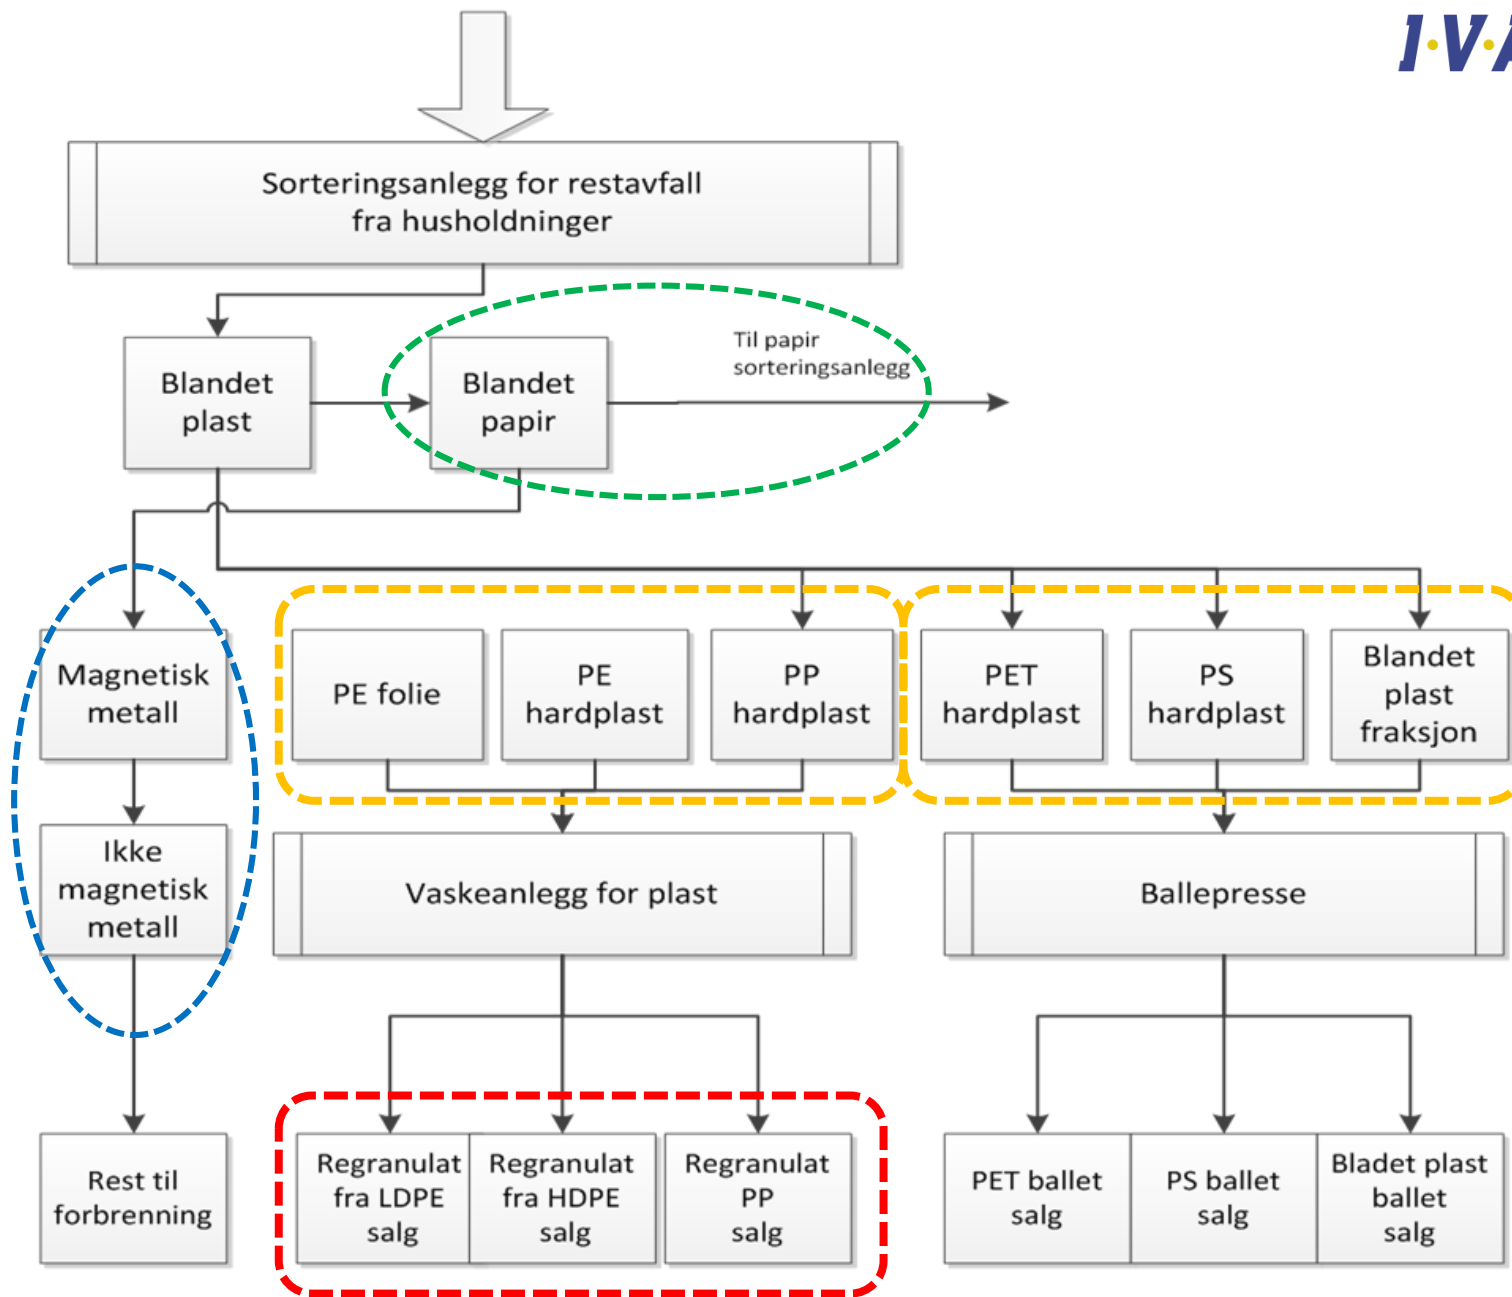 I·V·A
Sorteringsanlegg for restavfall
fra husholdninger
Til papir
sorteringsanlegg
Blandet
plast
Blandet
papir
Magnetisk
metall
PE folie
PE
hardplast
PP
hardplast
PET
hardplast
PS
hardplast
Blandet
plast
fraksjon
Ikke
magnetisk
metall
Vaskeanlegg for plast
Ballepresse
Rest til
forbrenning
Regranulat
fra LDPE
salg
Regranulat
fra HDPE
salg
Regranulat
PP
salg
PET ballet
salg
PS ballet
salg
Bladet plast
ballet
salg